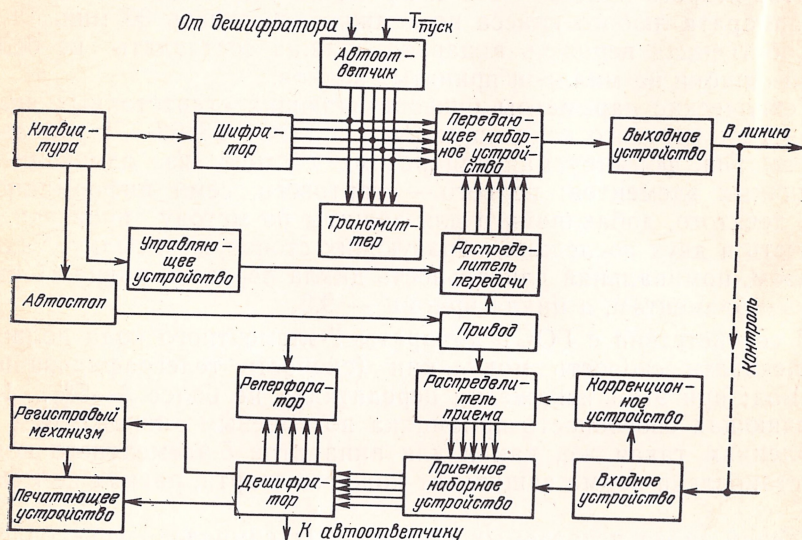 От дешифратора
Tпуск
Автоот-
ветчик
Клавиа-
тура
Шифра-
тор
Передаю-
щее набор-
ное устрой-
ство
Выходное
устройство
В линию
Трансмит-
тер
Управляю-
щее
устройство
Распреде-
литель
передачи
Автостоп
Привод
Контроль
Реперфора-
тор
Распредели-
тель
приема
Коррекцион-
ное
устройство
Регистровый
механизм
Печатающее
устройство
Дешифра-
тор
Приемное
наборное
устройство
Входное
устройство
К автоответчику